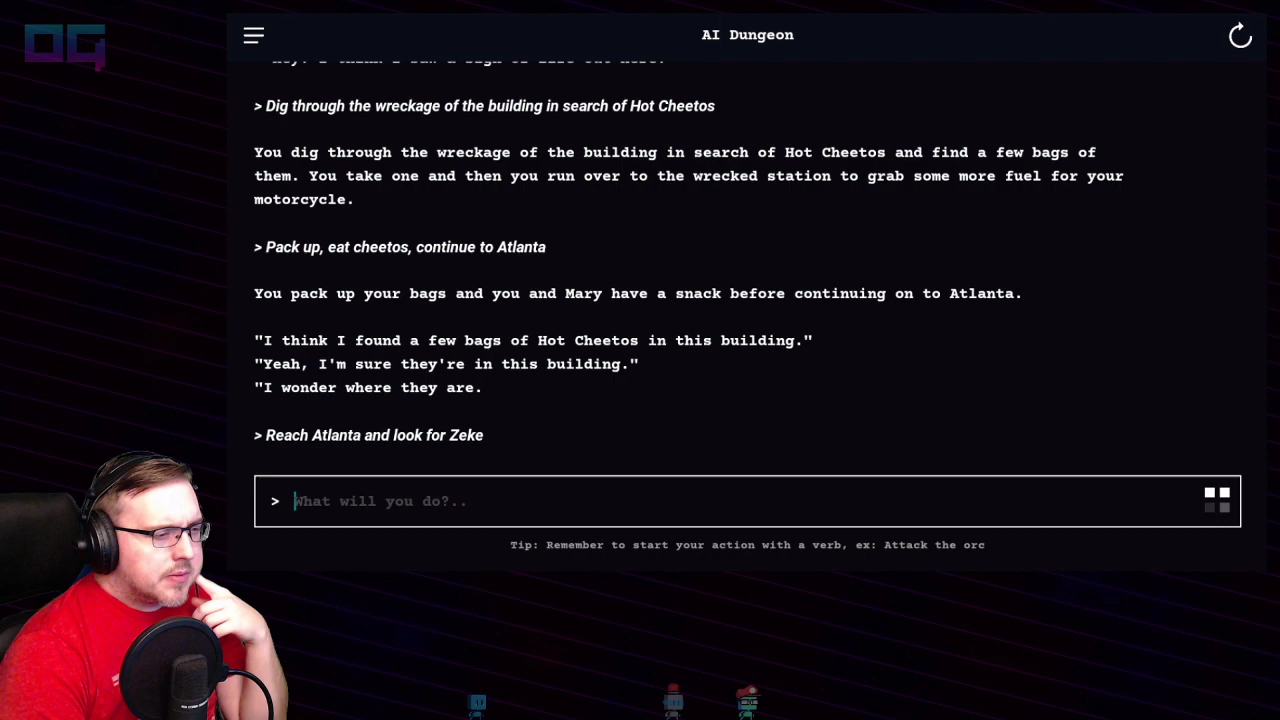 OG
AI Dungeon
> Dig through the wreckage of the building in search of Hot Cheetos
You dig through the wreckage of the building in search of Hot Cheetos and find a few bags of
them. You take one and then you run over to the wrecked station to grab some more fuel for your
motorcycle.
> Pack up, eat cheetos, continue to Atlanta
You pack up your bags and you and Mary have a snack before continuing on to Atlanta.
"I think I found a few bags of Hot Cheetos in this building."
"Yeah, I'm sure they're in this building."
"I wonder where they are.
> Reach Atlanta and look for Zeke
> What will you do?..
Tip: Remember to start your action with a verb, ex: Attack the orc